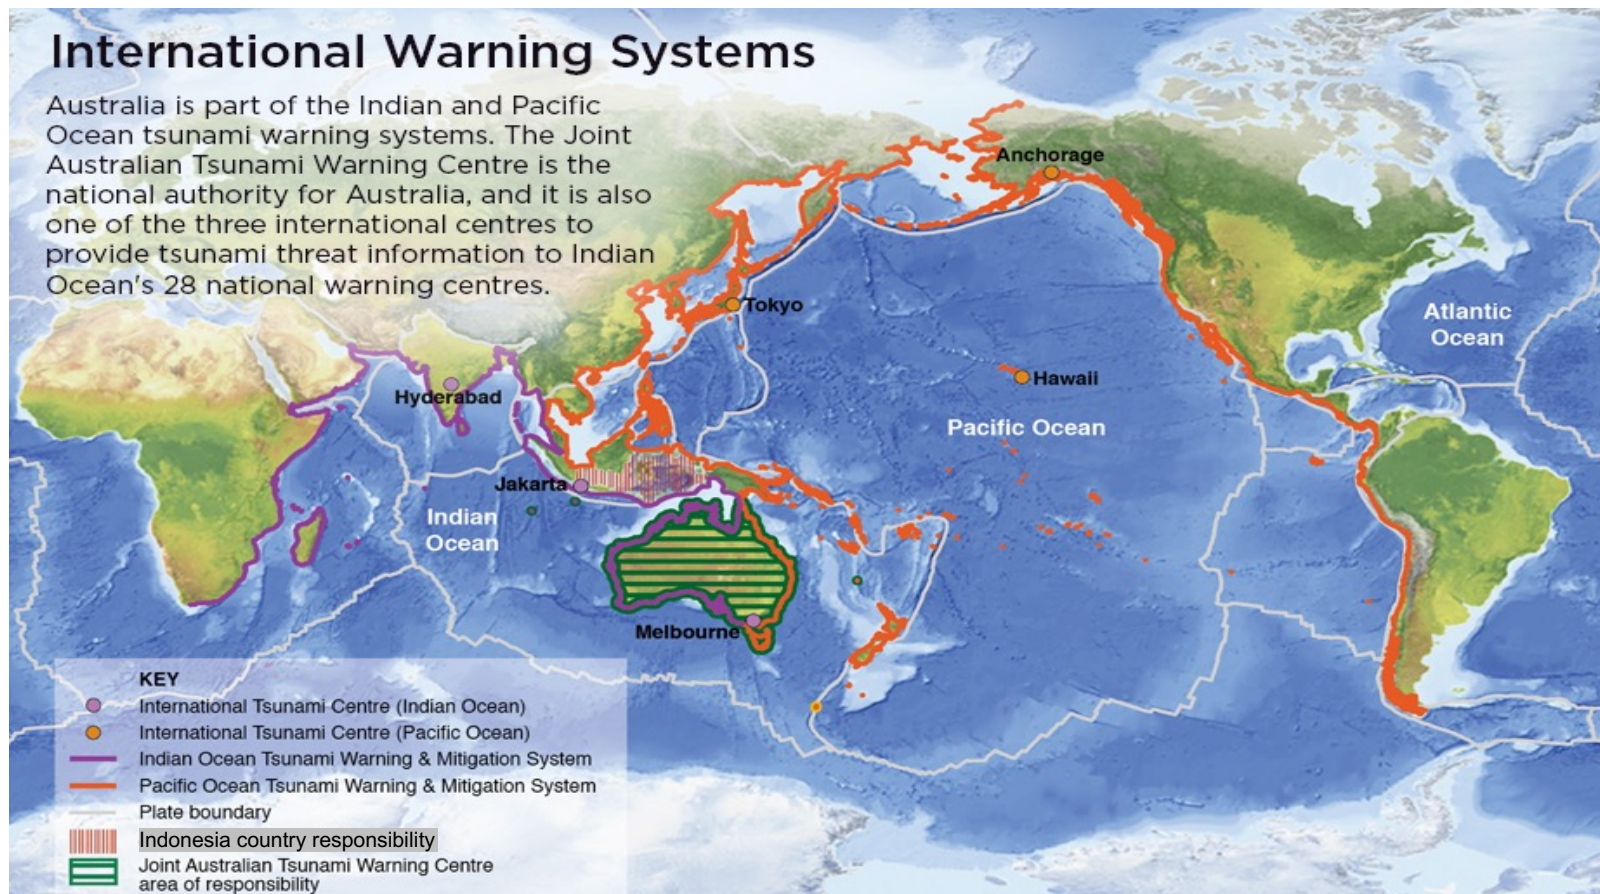 International Warning Systems
Australia is part of the Indian and Pacific
Ocean tsunami warning systems. The Joint
Australian Tsunami Warning Centre is the
national authority for Australia, and it is also
one of the three international centres to
provide tsunami threat information to Indian
Ocean's 28 national warning centres.
Anchorage
Tokyo
Atlantic
Ocean
Hawaii
Hyderabad
Pacific Ocean
Jakarta
Indian
Ocean
Melbourne
KEY
International Tsunami Centre (Indian Ocean)
International Tsunami Centre (Pacific Ocean)
Indian Ocean Tsunami Warning & Mitigation System
Pacific Ocean Tsunami Warning & Mitigation System
Plate boundary
Indonesia country responsibility
Joint Australian Tsunami Warning Centre
area of responsibility